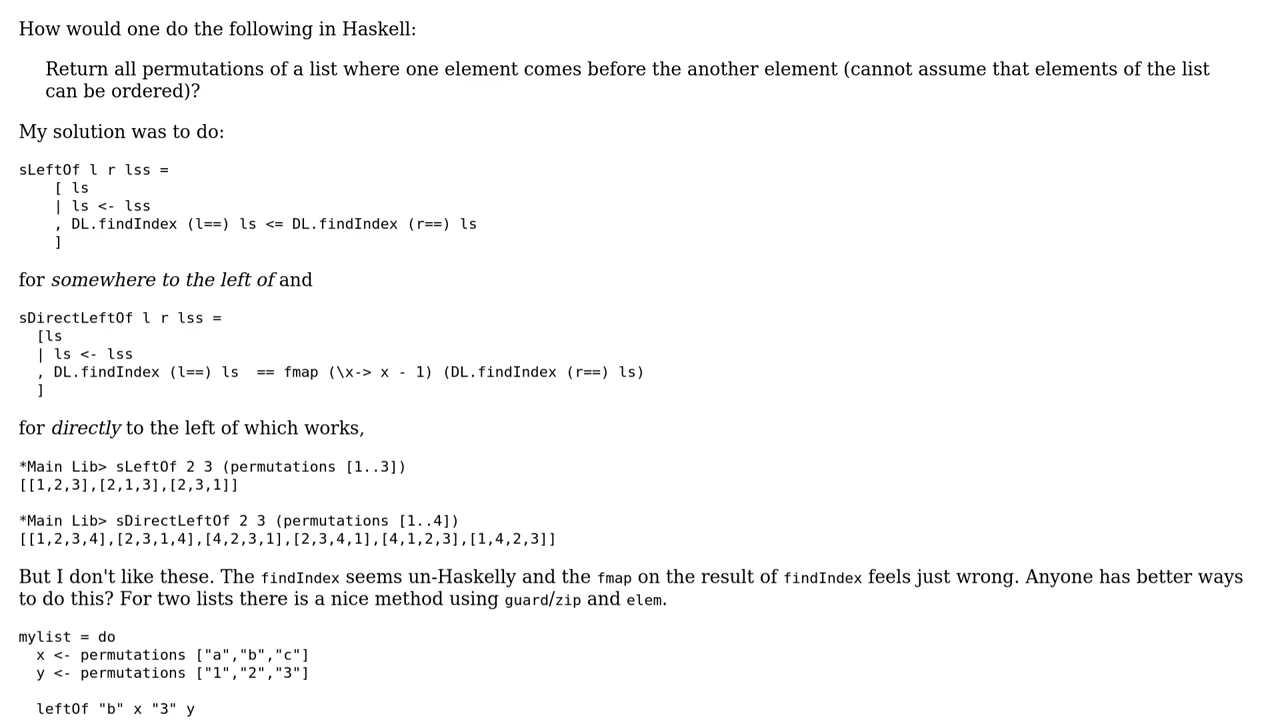 How would one do the following in Haskell:
Return all permutations of a list where one element comes before the another element (cannot assume that elements of the list
can be ordered)?
My solution was to do:
sLeftOf l r lss =
    [ ls
    | ls <- lss
    , DL.findIndex (l==) ls <= DL.findIndex (r==) ls
    ]
for somewhere to the left of and
sDirectLeftOf l r lss =
  [ls
  | ls <- lss
  , DL.findIndex (l==) ls  == fmap (\x-> x - 1) (DL.findIndex (r==) ls)
  ]
for directly to the left of which works,
*Main Lib> sLeftOf 2 3 (permutations [1..3])
[[1,2,3],[2,1,3],[2,3,1]]
*Main Lib> sDirectLeftOf 2 3 (permutations [1..4])
[[1,2,3,4],[2,3,1,4],[4,2,3,1],[2,3,4,1],[4,1,2,3],[1,4,2,3]]
But I don't like these. The findIndex seems un-Haskelly and the fmap on the result of findIndex feels just wrong. Anyone has better ways
to do this? For two lists there is a nice method using guard/zip and elem.
mylist = do
  x <- permutations ["a","b","c"]
  y <- permutations ["1","2","3"]
  leftOf "b" x "3" y